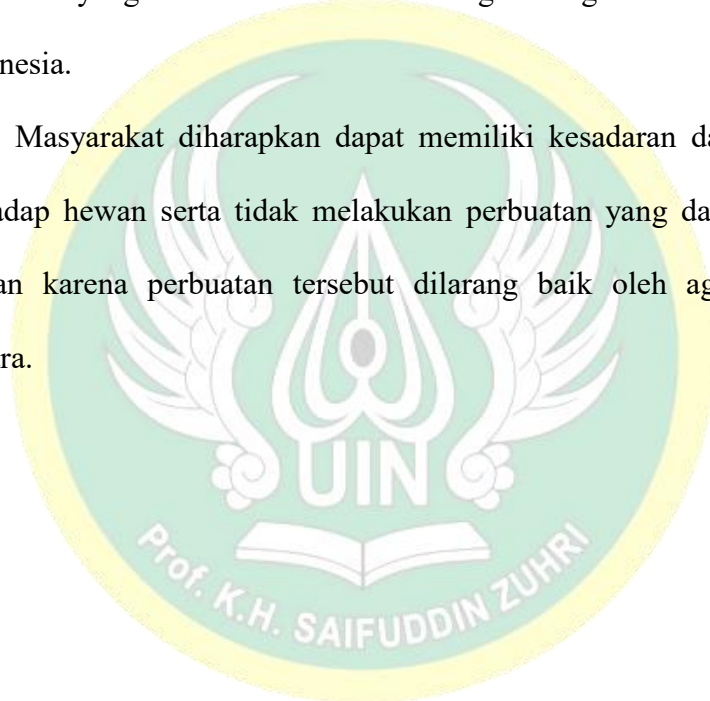 nesia.
Masyarakat diharapkan dapat memiliki kesadaran da
adap hewan serta tidak melakukan perbuatan yang da
an karena perbuatan tersebut dilarang baik oleh ag
ra.
UIN
Prof. K.H. SAIFUDDIN ZUHRI